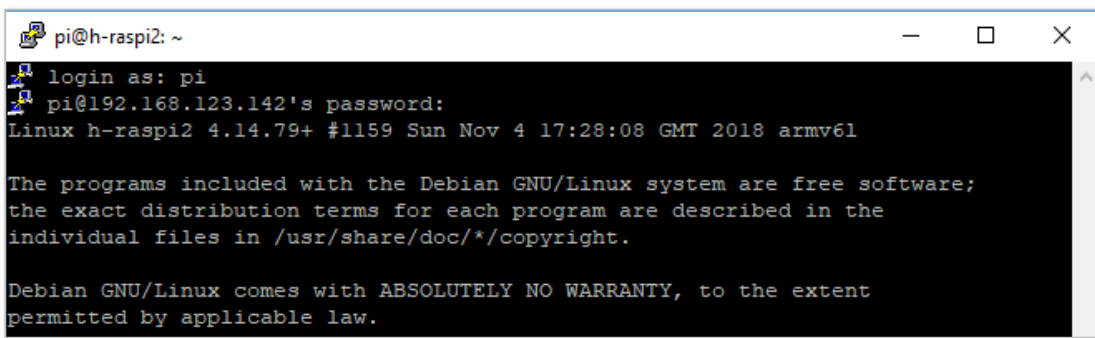 pi@h-raspi2: ~
login as: pi
pi@192.168.123.142's password:
Linux h-raspi2 4.14.79+ #1159 Sun Nov 4 17:28:08 GMT 2018 armv6l
The programs included with the Debian GNU/Linux system are free software;
the exact distribution terms for each program are described in the
individual files in /usr/share/doc/*/copyright.
Debian GNU/Linux comes with ABSOLUTELY NO WARRANTY, to the extent
permitted by applicable law.